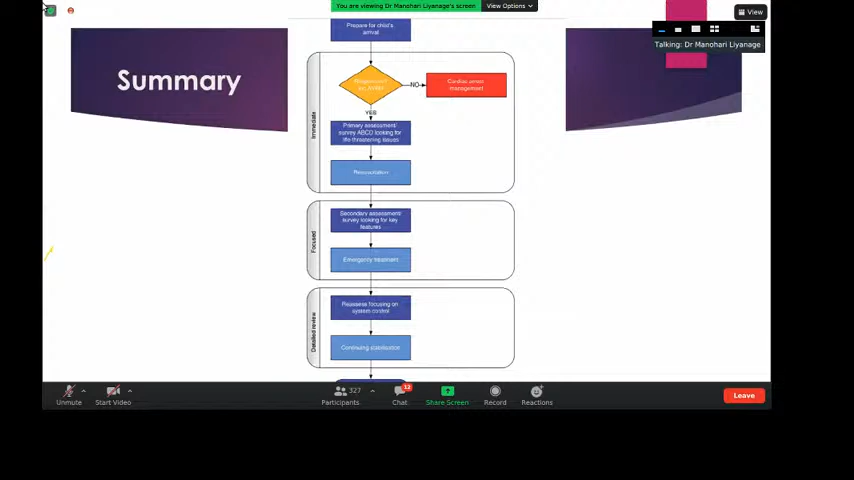 You are viewing Dr Manohari Liyanage's screen
View Options
View
Talking: Dr Manohari Liyanage
Summary
Prepare for child's
arrival
NO
Cardiac arrest
management
YES
Immediate
Primary assessment/
survey ABCD looking for
life-threatening issues
Resuscitation
Focused
Secondary assessment/
survey looking for key
features
Emergency treatment
Detailed review
Reassess focusing on
system control
Continuing stabilisation
Unmute
Start Video
327
Participants
12
Chat
Share Screen
Record
Reactions
Leave